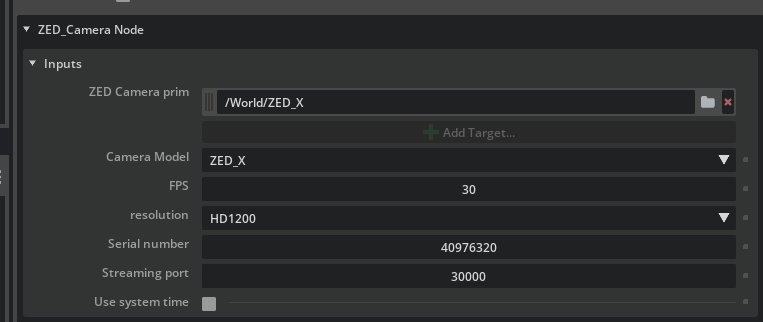 ZED_Camera Node
Inputs
ZED Camera prim /World/ZED_X
Add Target...
Camera Model ZED_X
FPS 30
resolution HD1200
Serial number 40976320
Streaming port 30000
Use system time